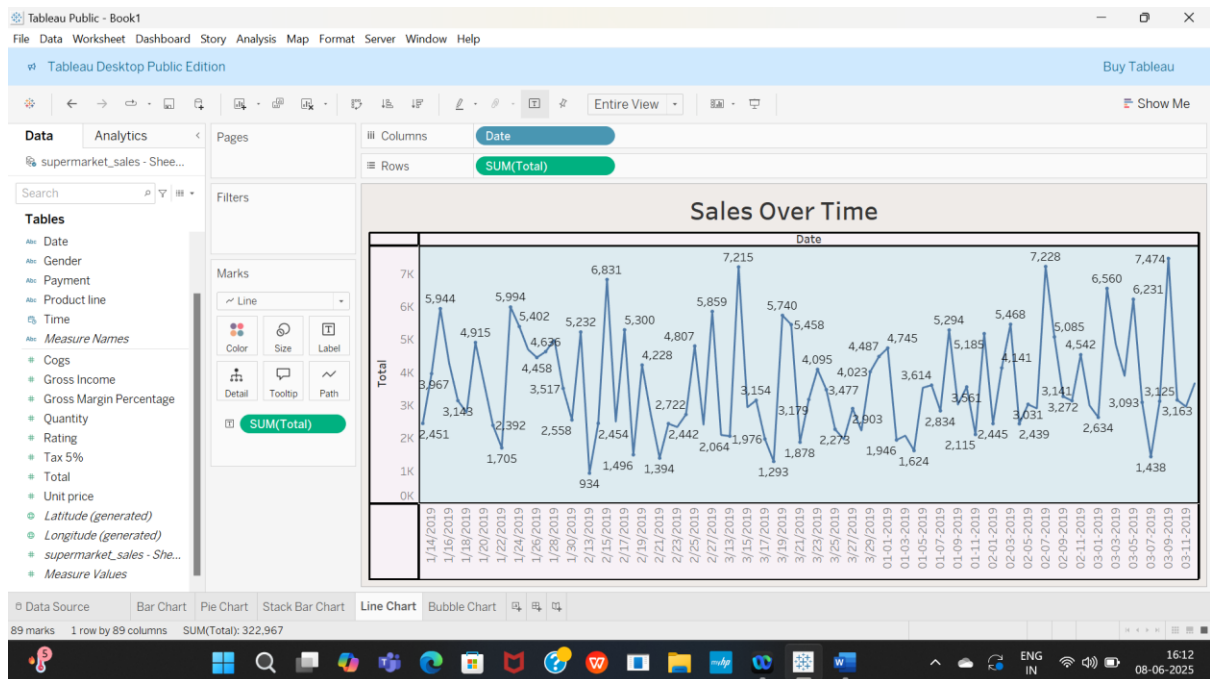 Tableau Public - Book1
File Data Worksheet Dashboard Story Analysis Map Format Server Window Help
Tableau Desktop Public Edition
Buy Tableau
Entire View
Show Me
Data Analytics
supermarket_sales - Shee...
Search
Tables
Abc Date
Abc Gender
Abc Payment
Abc Product line
Time
Abc Measure Names
# Cogs
# Gross Income
# Gross Margin Percentage
# Quantity
# Rating
# Tax 5%
# Total
# Unit price
Latitude (generated)
Longitude (generated)
# supermarket_sales - She...
# Measure Values
Pages
Filters
Marks
Line
Color Size Label
Detail Tooltip Path
SUM(Total)
Columns Date
Rows SUM(Total)
Sales Over Time
Date
Total
7K
6K
5K
4K
3K
2K
1K
0K
2,451
3,967
5,944
3,143
4,915
2,392
1,705
5,994
5,402
4,458
4,636
3,517
2,558
5,232
934
2,454
6,831
5,300
1,496
4,228
1,394
2,722
2,442
4,807
5,859
2,064
7,215
1,976
3,154
1,293
5,740
5,458
1,878
3,179
4,095
3,477
2,273
2,903
4,023
4,487
4,745
1,946
1,624
3,614
2,834
5,294
3,561
5,185
2,115
2,445
4,141
5,468
2,439
3,031
3,141
7,228
5,085
3,272
4,542
2,634
6,560
3,093
6,231
1,438
3,125
7,474
3,163
1/14/2019
1/16/2019
1/18/2019
1/20/2019
1/22/2019
1/24/2019
1/26/2019
1/28/2019
1/30/2019
2/13/2019
2/15/2019
2/17/2019
2/19/2019
2/21/2019
2/23/2019
2/25/2019
2/27/2019
3/13/2019
3/15/2019
3/17/2019
3/19/2019
3/21/2019
3/23/2019
3/25/2019
3/27/2019
3/29/2019
01-01-2019
01-03-2019
01-05-2019
01-07-2019
01-09-2019
01-11-2019
02-01-2019
02-03-2019
02-05-2019
02-07-2019
02-09-2019
02-11-2019
03-01-2019
03-03-2019
03-05-2019
03-07-2019
03-09-2019
03-11-2019
Data Source Bar Chart Pie Chart Stack Bar Chart Line Chart Bubble Chart
89 marks 1 row by 89 columns SUM(Total): 322,967
5
myhp
W
ENG
IN
16:12
08-06-2025